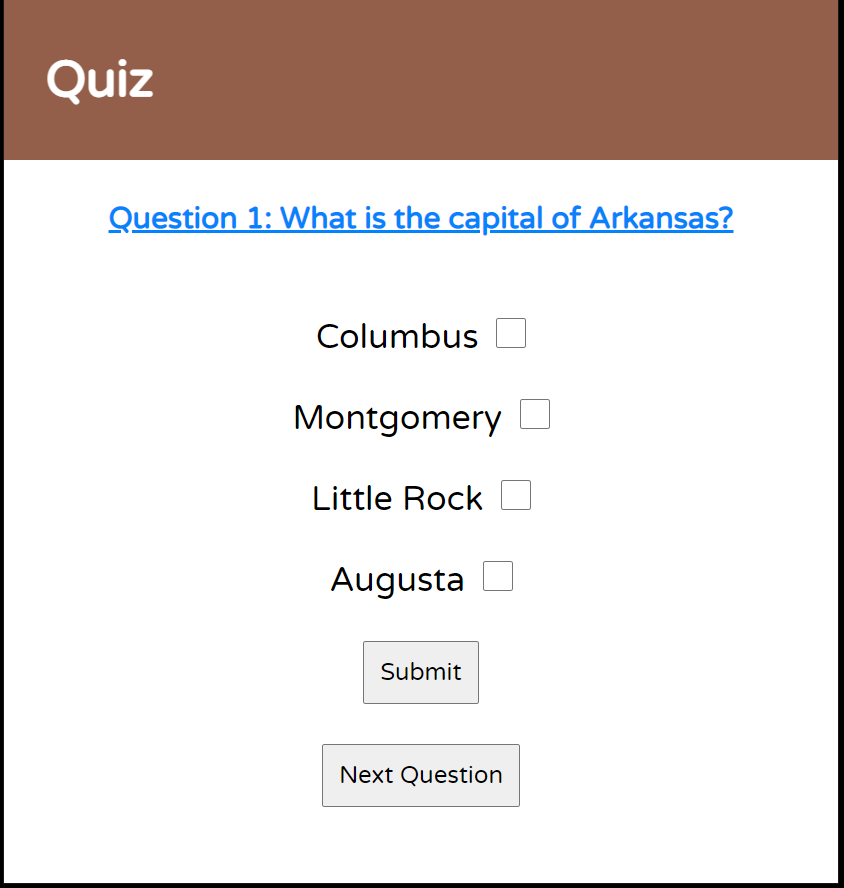 Quiz
Question 1: What is the capital of Arkansas?
Columbus
Montgomery
Little Rock
Augusta
Submit
Next Question